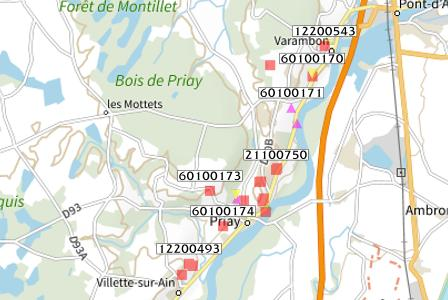 Forêt de Montillet
Pont-d'A
12200543
Varambon
60100170
Bois de Priay
60100171
les Mottets
21100750
60100173
quis
D93
60100174
Ambron
Priay
D93A
12200493
Villette-sur-Ain